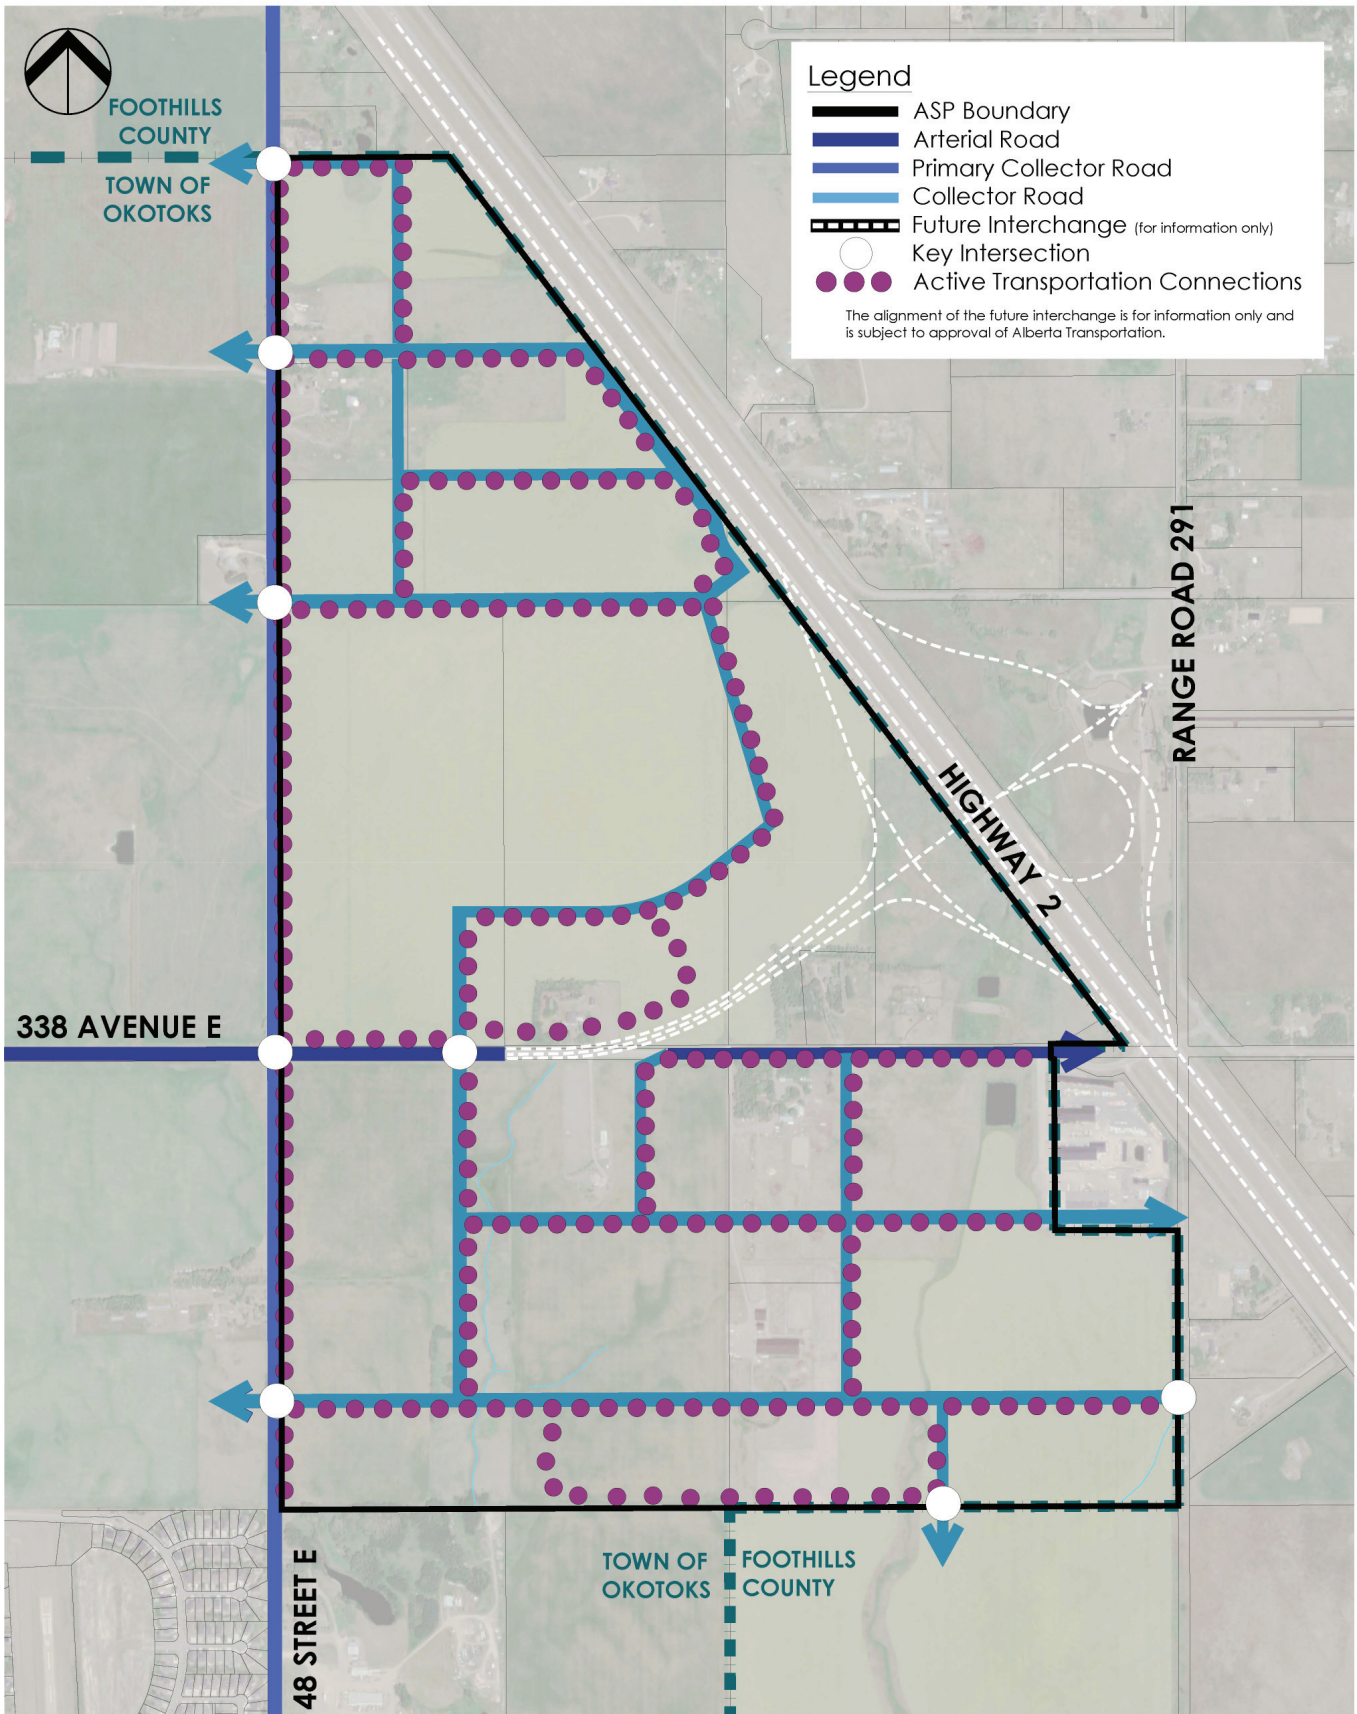 FOOTHILLS
COUNTY
TOWN OF
OKOTOKS
Legend
ASP Boundary
Arterial Road
Primary Collector Road
Collector Road
Future Interchange (for information only)
Key Intersection
Active Transportation Connections
The alignment of the future interchange is for information only and
is subject to approval of Alberta Transportation.
RANGE ROAD 291
HIGHWAY 2
338 AVENUE E
48 STREET E
TOWN OF
OKOTOKS
FOOTHILLS
COUNTY